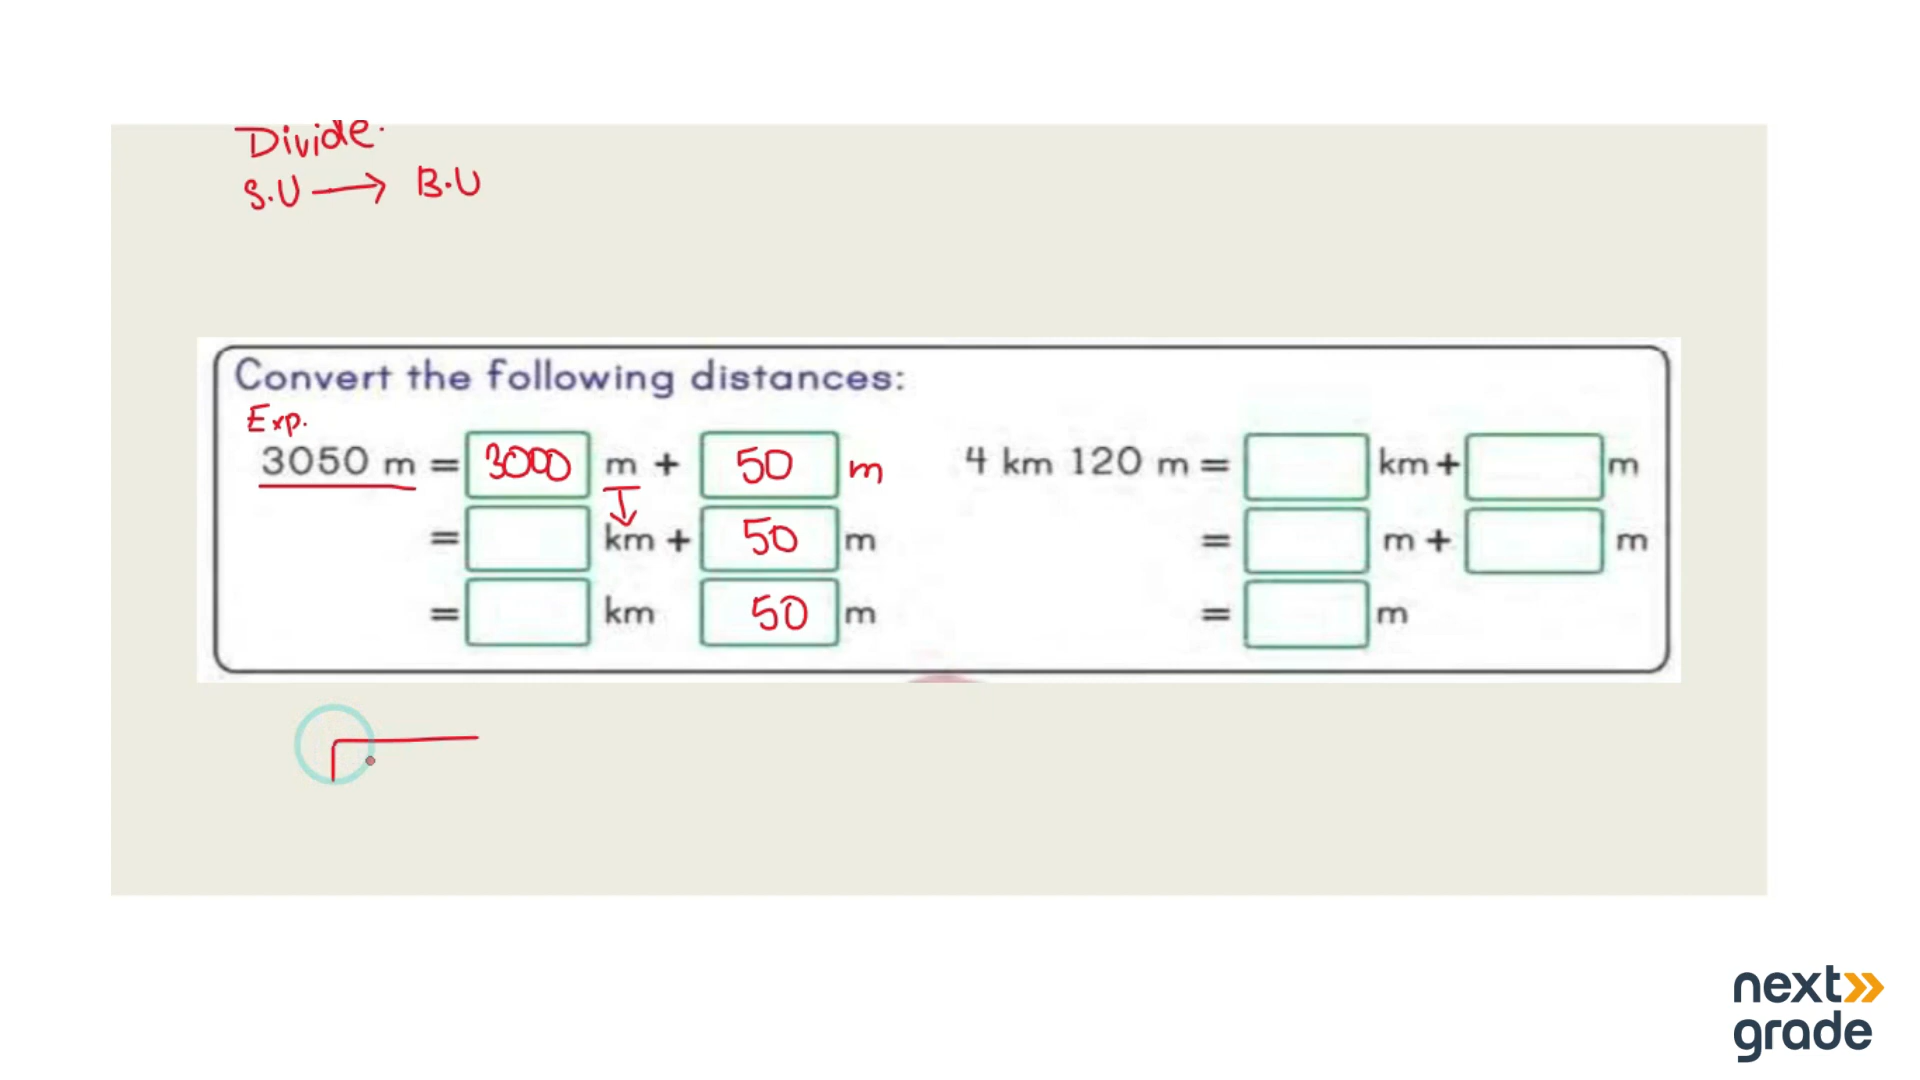 Divide.
S.U → B.U
Convert the following distances:
Exp.
3050 m = 3000 m + 50 m
= km + 50 m
= km 50 m
4 km 120 m = km + m
= m + m
= m
next
grade